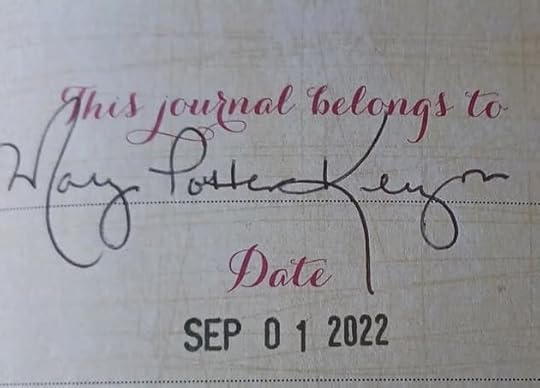 This journal belongs to
Mary Potter Kenyon
Date
SEP 01 2022